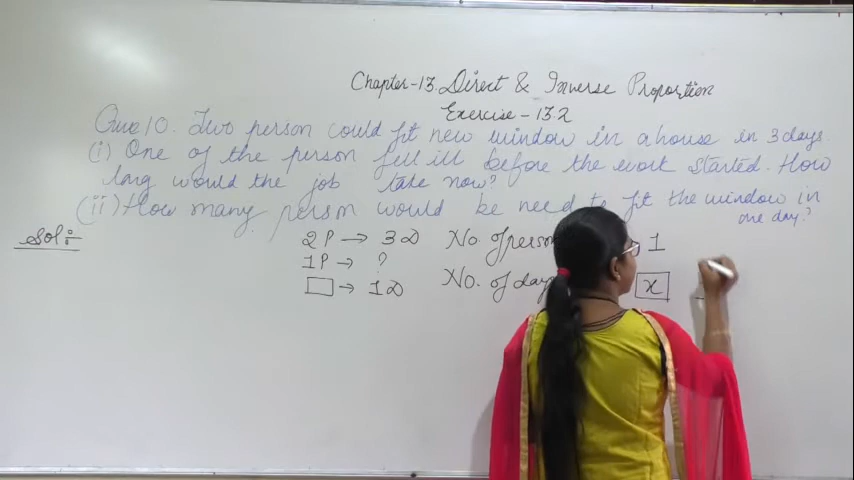 Chapter-13. Direct & Inverse Proportion
Exercise - 13.2
Que 10. Two person could fit new window in a house in 3 days.
(i) One of the person fell ill before the work started. How
long would the job take now?
(ii) How many person would be need to fit the window in
one day?
Sol:
2P → 3D No. of person 1
1P → ?
□ → 1D No. of day x